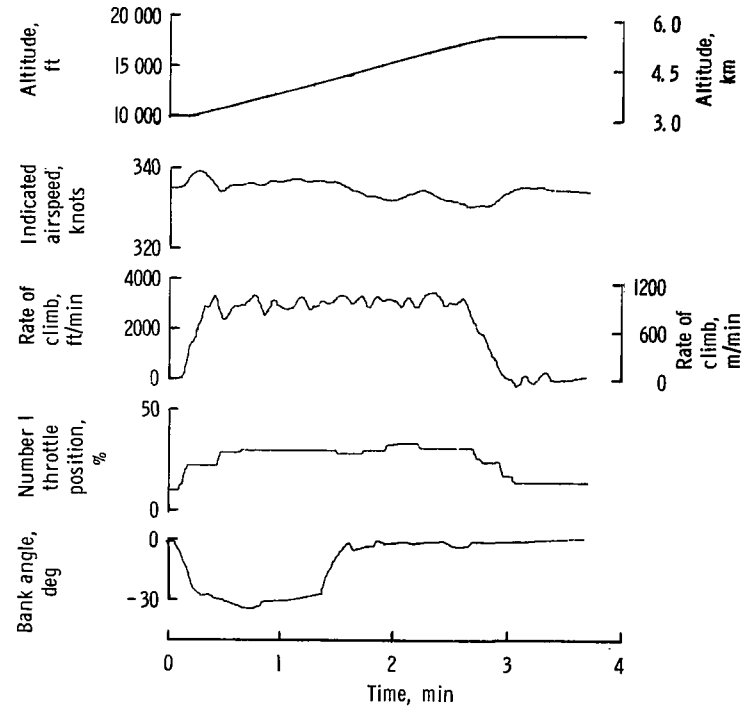 Altitude,
ft
20 000
15 000
10 000
6.0
4.5
3.0
Altitude,
km
Indicated
airspeed,
knots
340
320
Rate of
climb,
ft/min
4000
2000
0
1200
600
0
Rate of
climb,
m/min
Number 1
throttle
position,
%
50
0
Bank angle,
deg
0
-30
0
1
2
3
4
Time, min